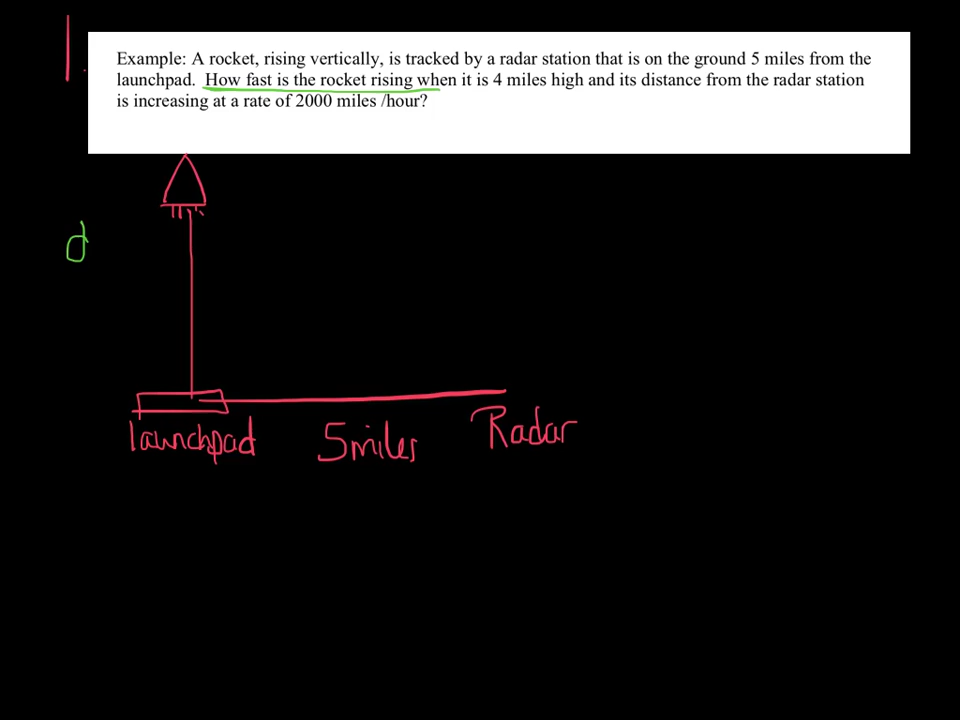 1.
Example: A rocket, rising vertically, is tracked by a radar station that is on the ground 5 miles from the
launchpad. How fast is the rocket rising when it is 4 miles high and its distance from the radar station
is increasing at a rate of 2000 miles /hour?
d
launchpad 5miles Radar